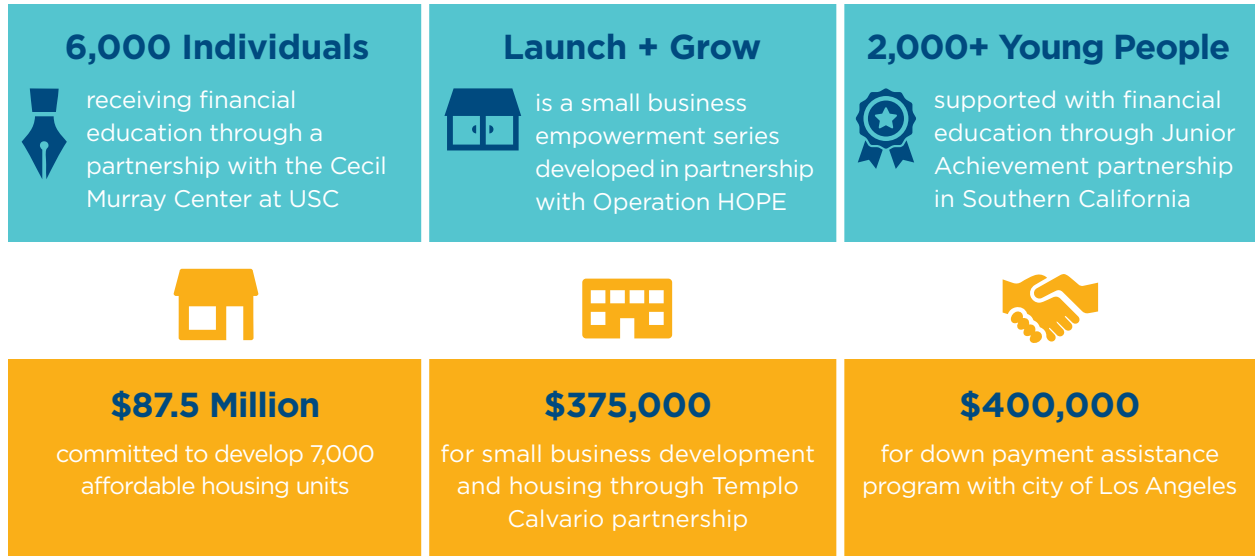 6,000 Individuals
receiving financial
education through a
partnership with the Cecil
Murray Center at USC
Launch + Grow
is a small business
empowerment series
developed in partnership
with Operation HOPE
2,000+ Young People
supported with financial
education through Junior
Achievement partnership
in Southern California
$87.5 Million
committed to develop 7,000
affordable housing units
$375,000
for small business development
and housing through Templo
Calvario partnership
$400,000
for down payment assistance
program with city of Los Angeles